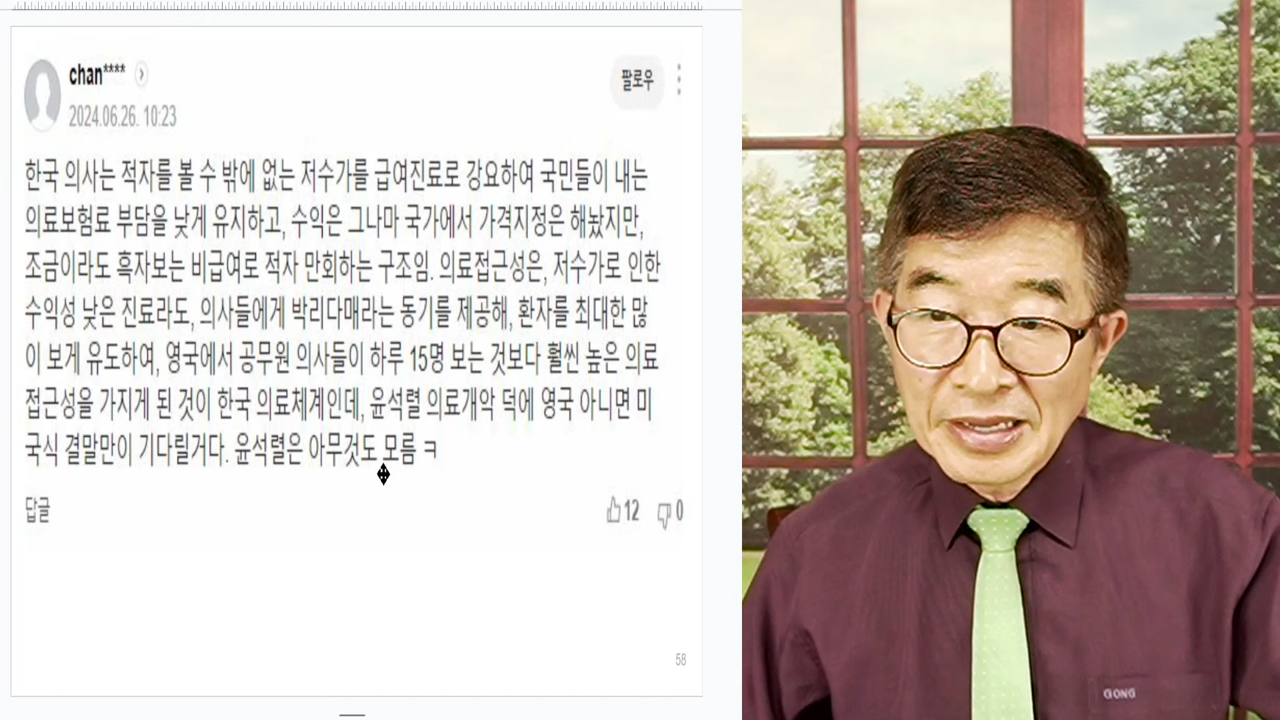 chan****
팔로우
2024.06.26. 10:23
한국 의사는 적자를 볼 수 밖에 없는 저수가를 급여진료로 강요하여 국민들이 내는
의료보험료 부담을 낮게 유지하고, 수익은 그나마 국가에서 가격지정은 해놨지만,
조금이라도 흑자보는 비급여로 적자 만회하는 구조임. 의료접근성은, 저수가로 인한
수익성 낮은 진료라도, 의사들에게 박리다매라는 동기를 제공해, 환자를 최대한 많
이 보게 유도하여, 영국에서 공무원 의사들이 하루 15명 보는 것보다 훨씬 높은 의료
접근성을 가지게 된 것이 한국 의료체계인데, 윤석렬 의료개악 덕에 영국 아니면 미
국식 결말만이 기다릴거다. 윤석렬은 아무것도 모름 ㅋ
답글
12
0
58
GONG